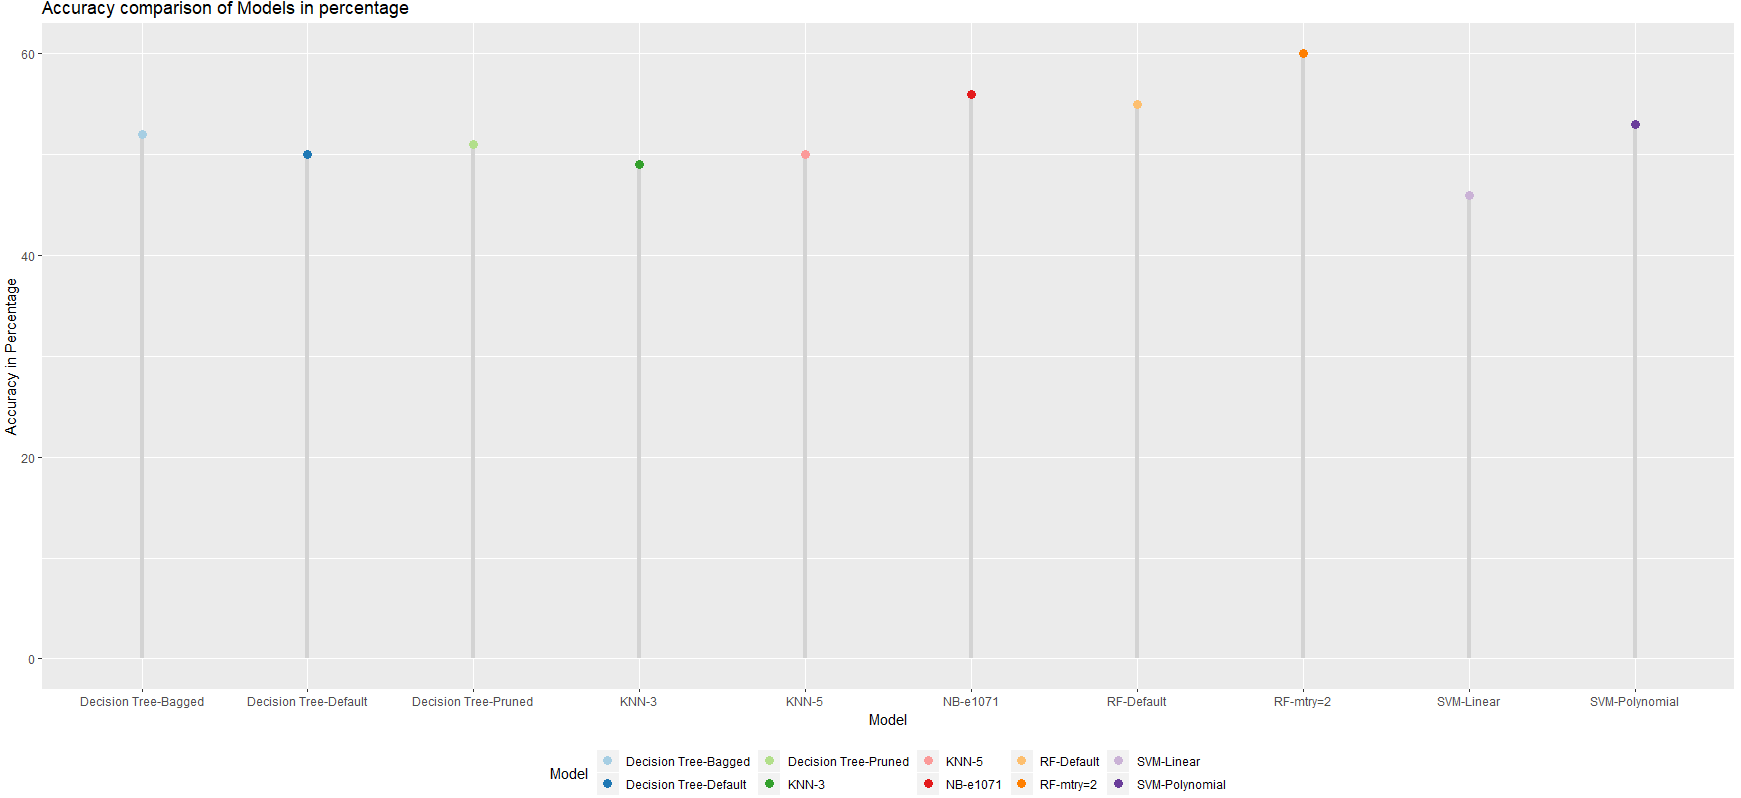 Accuracy comparison of Models in percentage
60
40
20
0
Accuracy in Percentage
Decision Tree-Bagged Decision Tree-Default Decision Tree-Pruned KNN-3 KNN-5 NB-e1071 RF-Default RF-mtry=2 SVM-Linear SVM-Polynomial
Model
Model
Decision Tree-Bagged Decision Tree-Pruned KNN-5 RF-Default SVM-Linear
Decision Tree-Default KNN-3 NB-e1071 RF-mtry=2 SVM-Polynomial